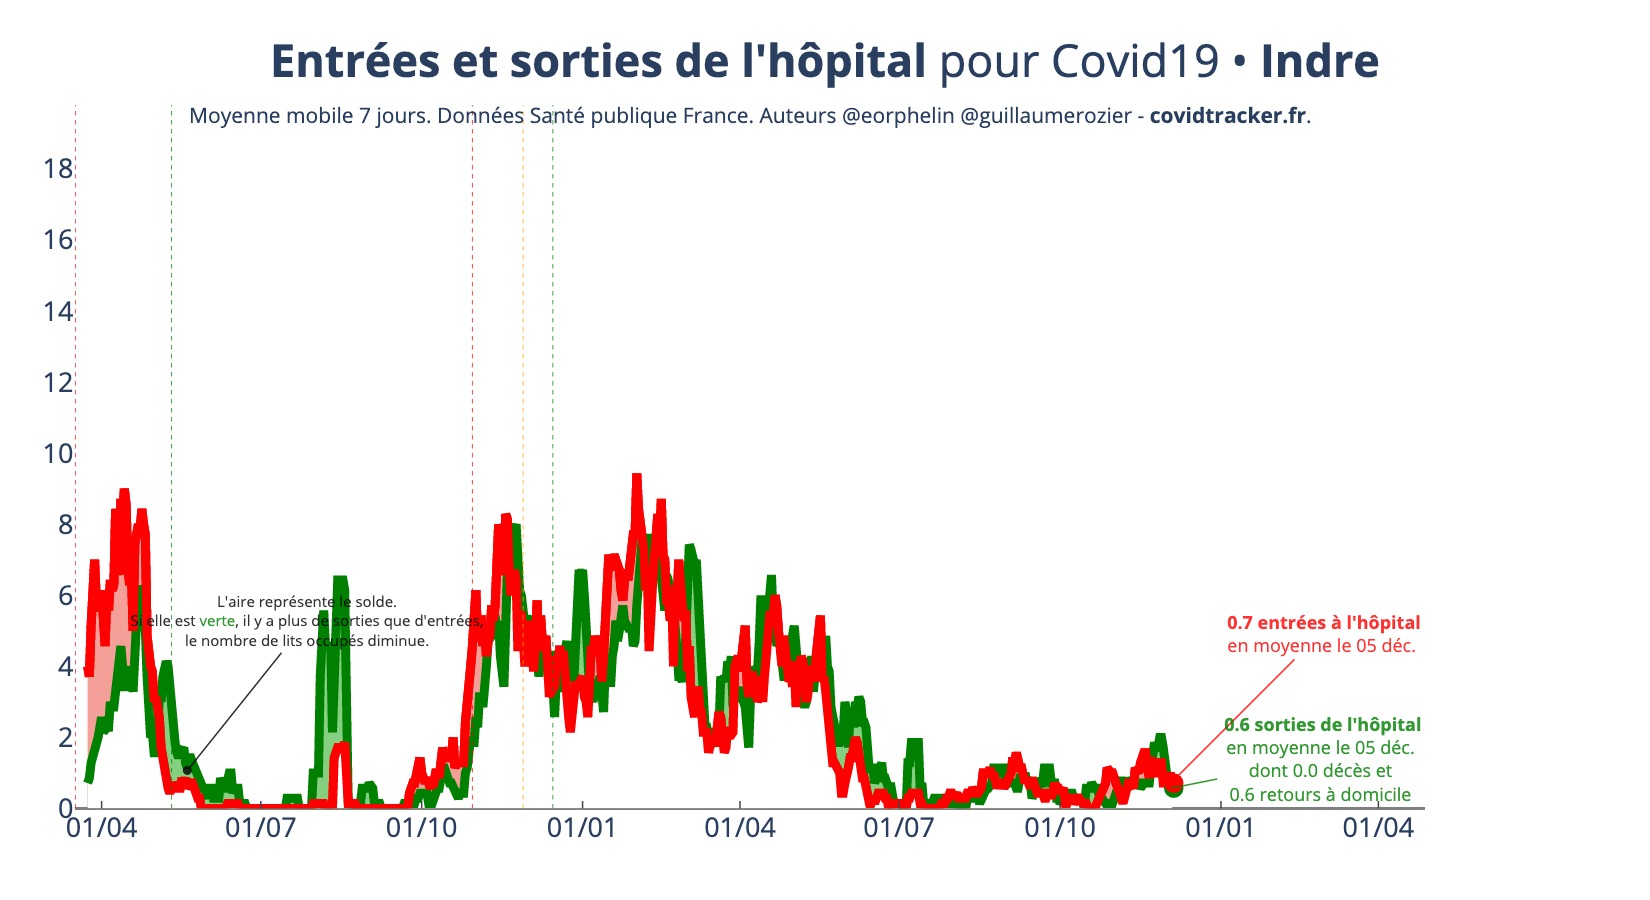 Entrées et sorties de l'hôpital pour Covid19 • Indre
Moyenne mobile 7 jours. Données Santé publique France. Auteurs @eorphelin @guillaumerozier - covidtracker.fr.
18
16
14
12
10
8
6
4
2
0
L'aire représente le solde.
Si elle est verte, il y a plus de sorties que d'entrées,
le nombre de lits occupés diminue.
0.7 entrées à l'hôpital
en moyenne le 05 déc.
0.6 sorties de l'hôpital
en moyenne le 05 déc.
dont 0.0 décès et
0.6 retours à domicile
01/04 01/07 01/10 01/01 01/04 01/07 01/10 01/01 01/04